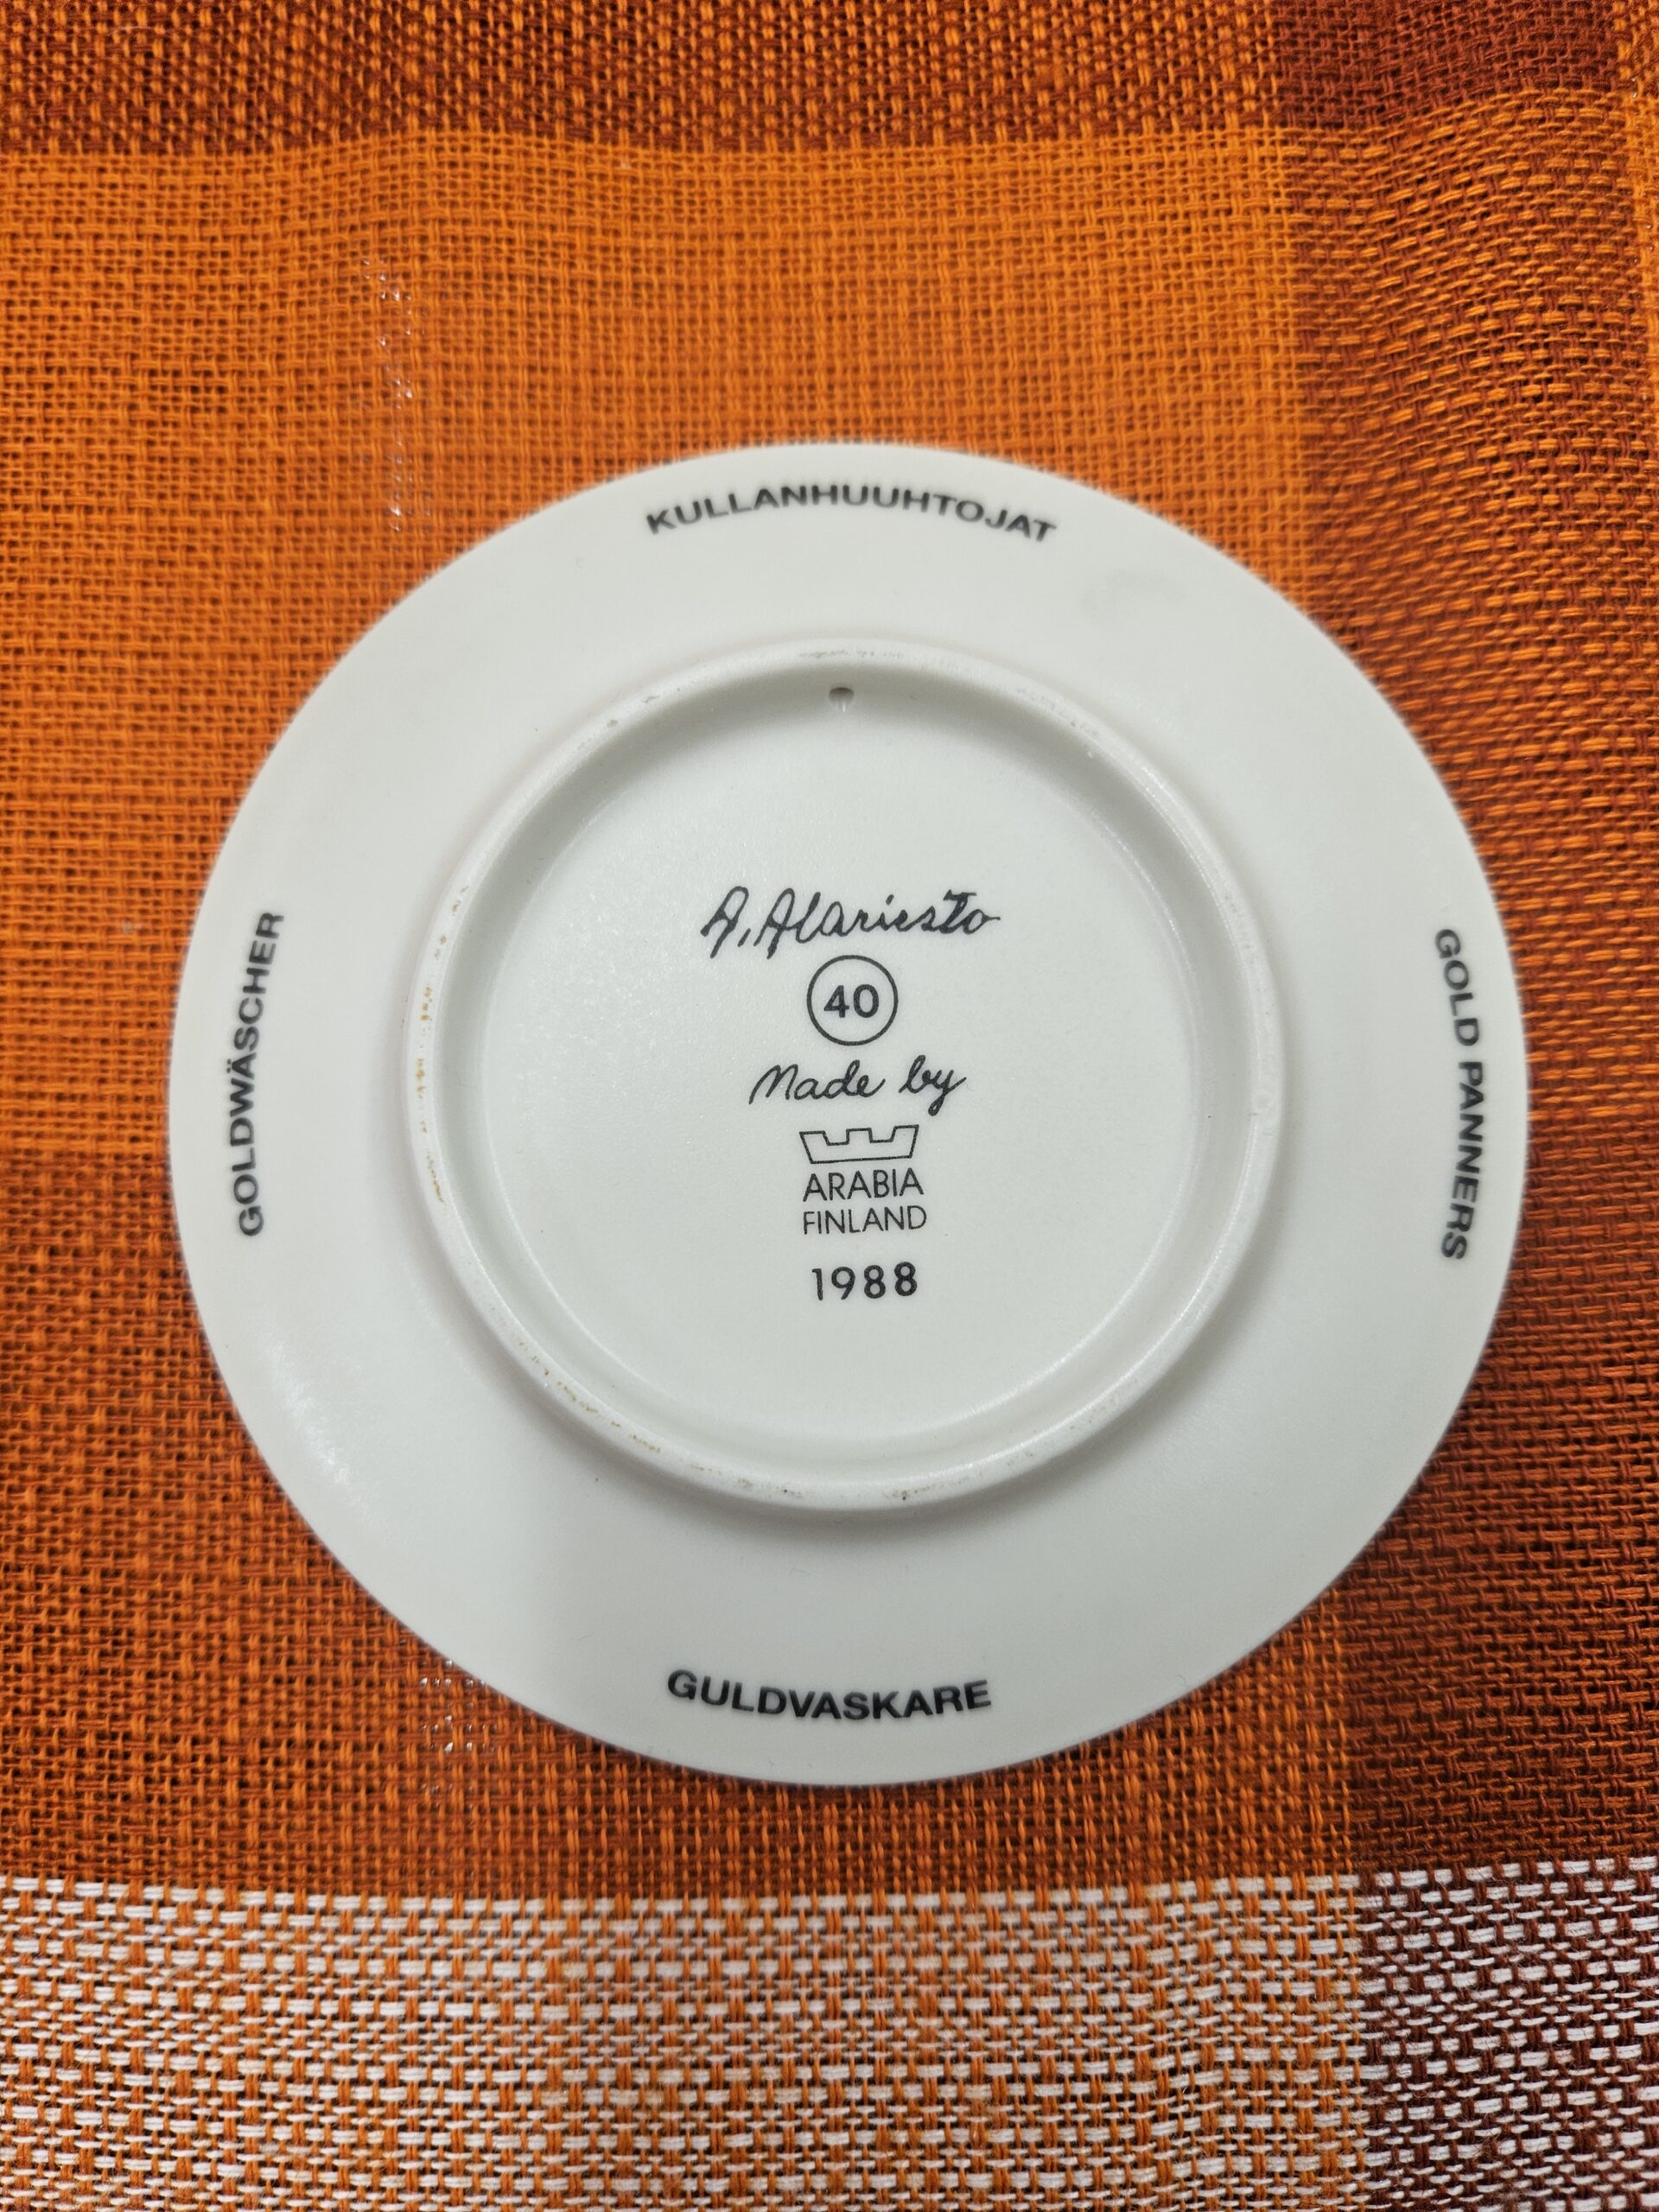 KULLANHUUHTOJAT
GOLDWÄSCHER
A. Alariesto
40
Made by
ARABIA
FINLAND
1988
GOLD PANNERS
GULDVASKARE